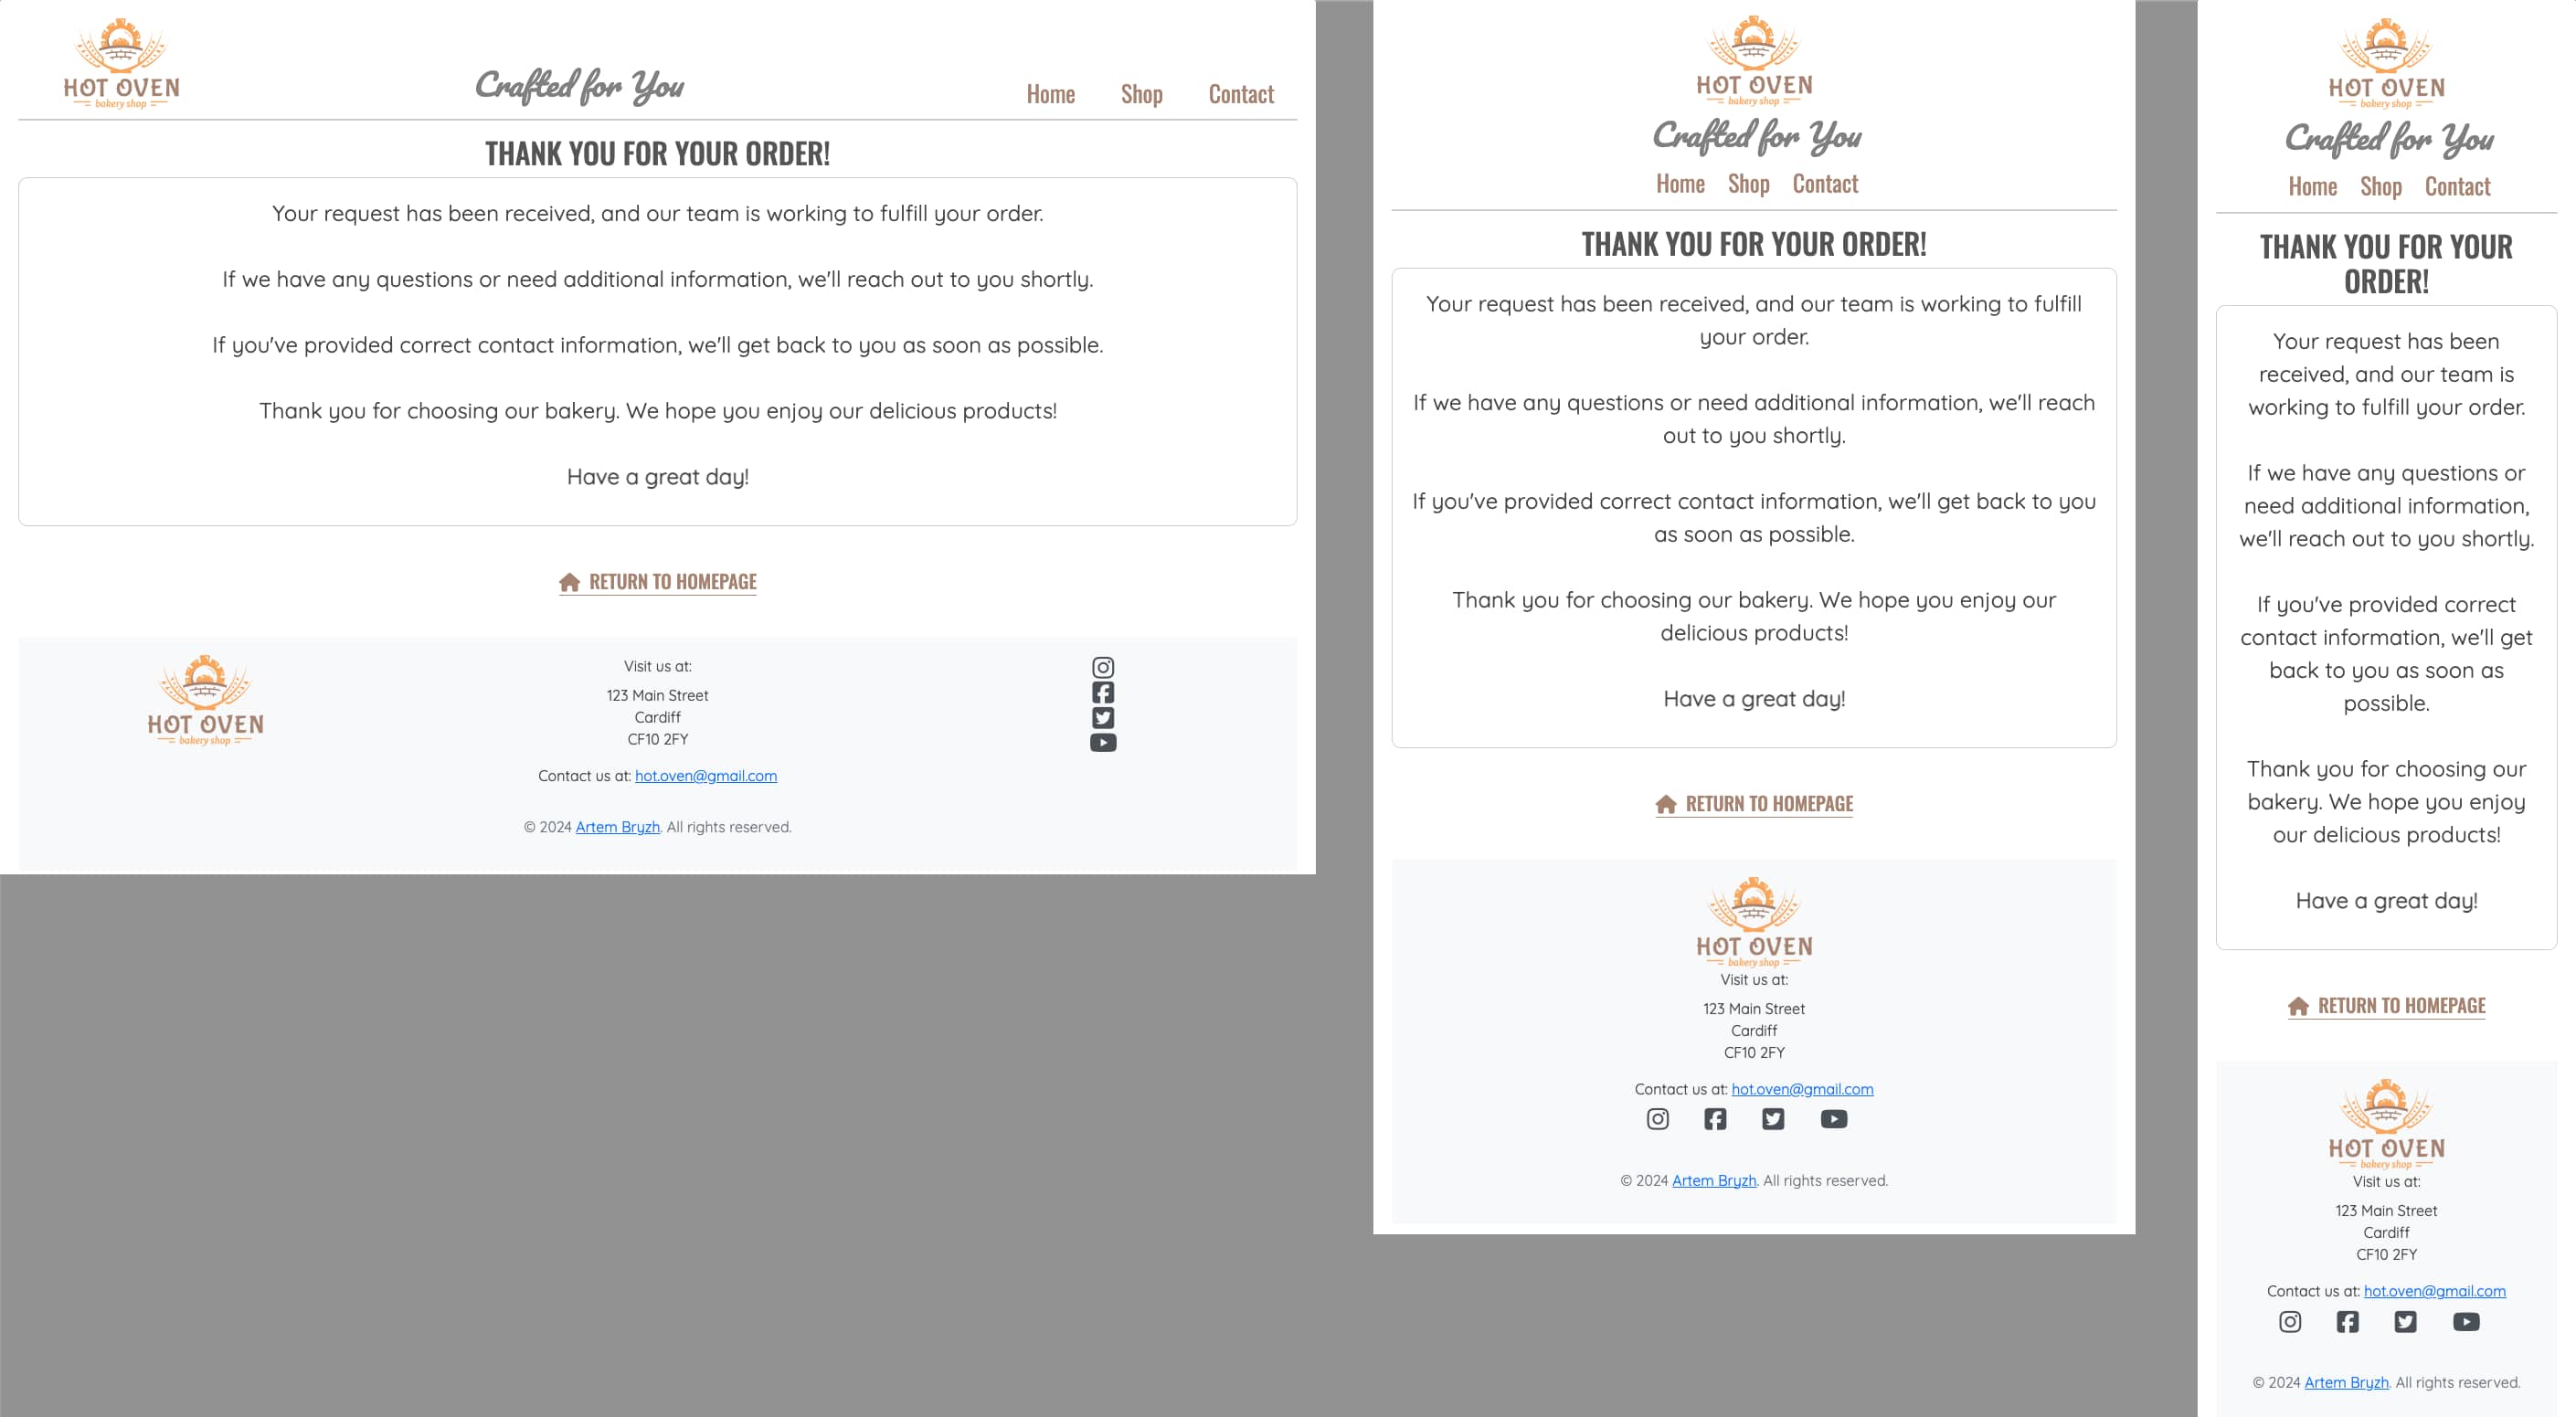 HOT OVEN
bakery shop
Crafted for You
Home Shop Contact
THANK YOU FOR YOUR ORDER!
Your request has been received, and our team is working to fulfill your order.
If we have any questions or need additional information, we'll reach out to you shortly.
If you've provided correct contact information, we'll get back to you as soon as possible.
Thank you for choosing our bakery. We hope you enjoy our delicious products!
Have a great day!
RETURN TO HOMEPAGE
HOT OVEN
bakery shop
Visit us at:
123 Main Street
Cardiff
CF10 2FY
Contact us at: hot.oven@gmail.com
© 2024 Artem Bryzh. All rights reserved.
HOT OVEN
bakery shop
Crafted for You
Home Shop Contact
THANK YOU FOR YOUR ORDER!
Your request has been received, and our team is working to fulfill
your order.
If we have any questions or need additional information, we'll reach
out to you shortly.
If you've provided correct contact information, we'll get back to you
as soon as possible.
Thank you for choosing our bakery. We hope you enjoy our
delicious products!
Have a great day!
RETURN TO HOMEPAGE
HOT OVEN
bakery shop
Visit us at:
123 Main Street
Cardiff
CF10 2FY
Contact us at: hot.oven@gmail.com
© 2024 Artem Bryzh. All rights reserved.
HOT OVEN
bakery shop
Crafted for You
Home Shop Contact
THANK YOU FOR YOUR
ORDER!
Your request has been
received, and our team is
working to fulfill your order.
If we have any questions or
need additional information,
we'll reach out to you shortly.
If you've provided correct
contact information, we'll get
back to you as soon as
possible.
Thank you for choosing our
bakery. We hope you enjoy
our delicious products!
Have a great day!
RETURN TO HOMEPAGE
HOT OVEN
bakery shop
Visit us at:
123 Main Street
Cardiff
CF10 2FY
Contact us at: hot.oven@gmail.com
© 2024 Artem Bryzh. All rights reserved.